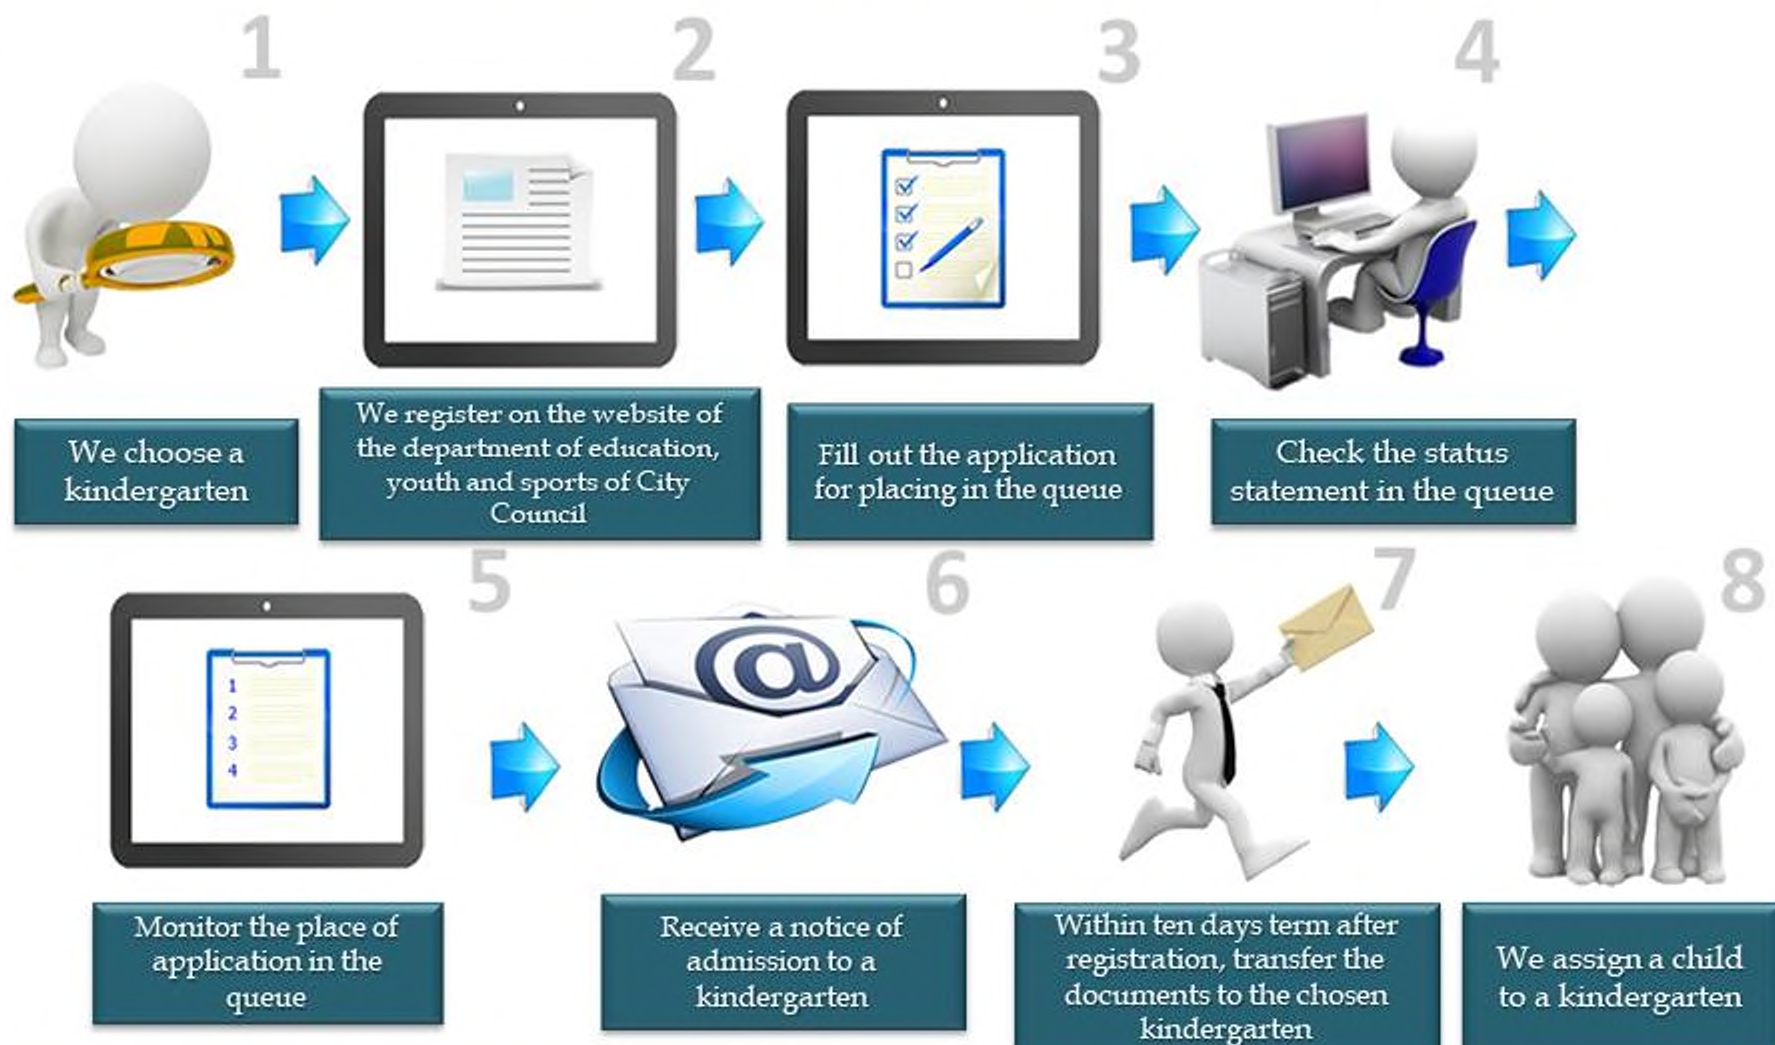 1
2
3
4
We choose a
kindergarten
We register on the website of
the department of education,
youth and sports of City
Council
Fill out the application
for placing in the queue
Check the status
statement in the queue
5
6
7
8
1
2
3
4
@
Monitor the place of
application in the
queue
Receive a notice of
admission to a
kindergarten
Within ten days term after
registration, transfer the
documents to the chosen
kindergarten
We assign a child
to a kindergarten